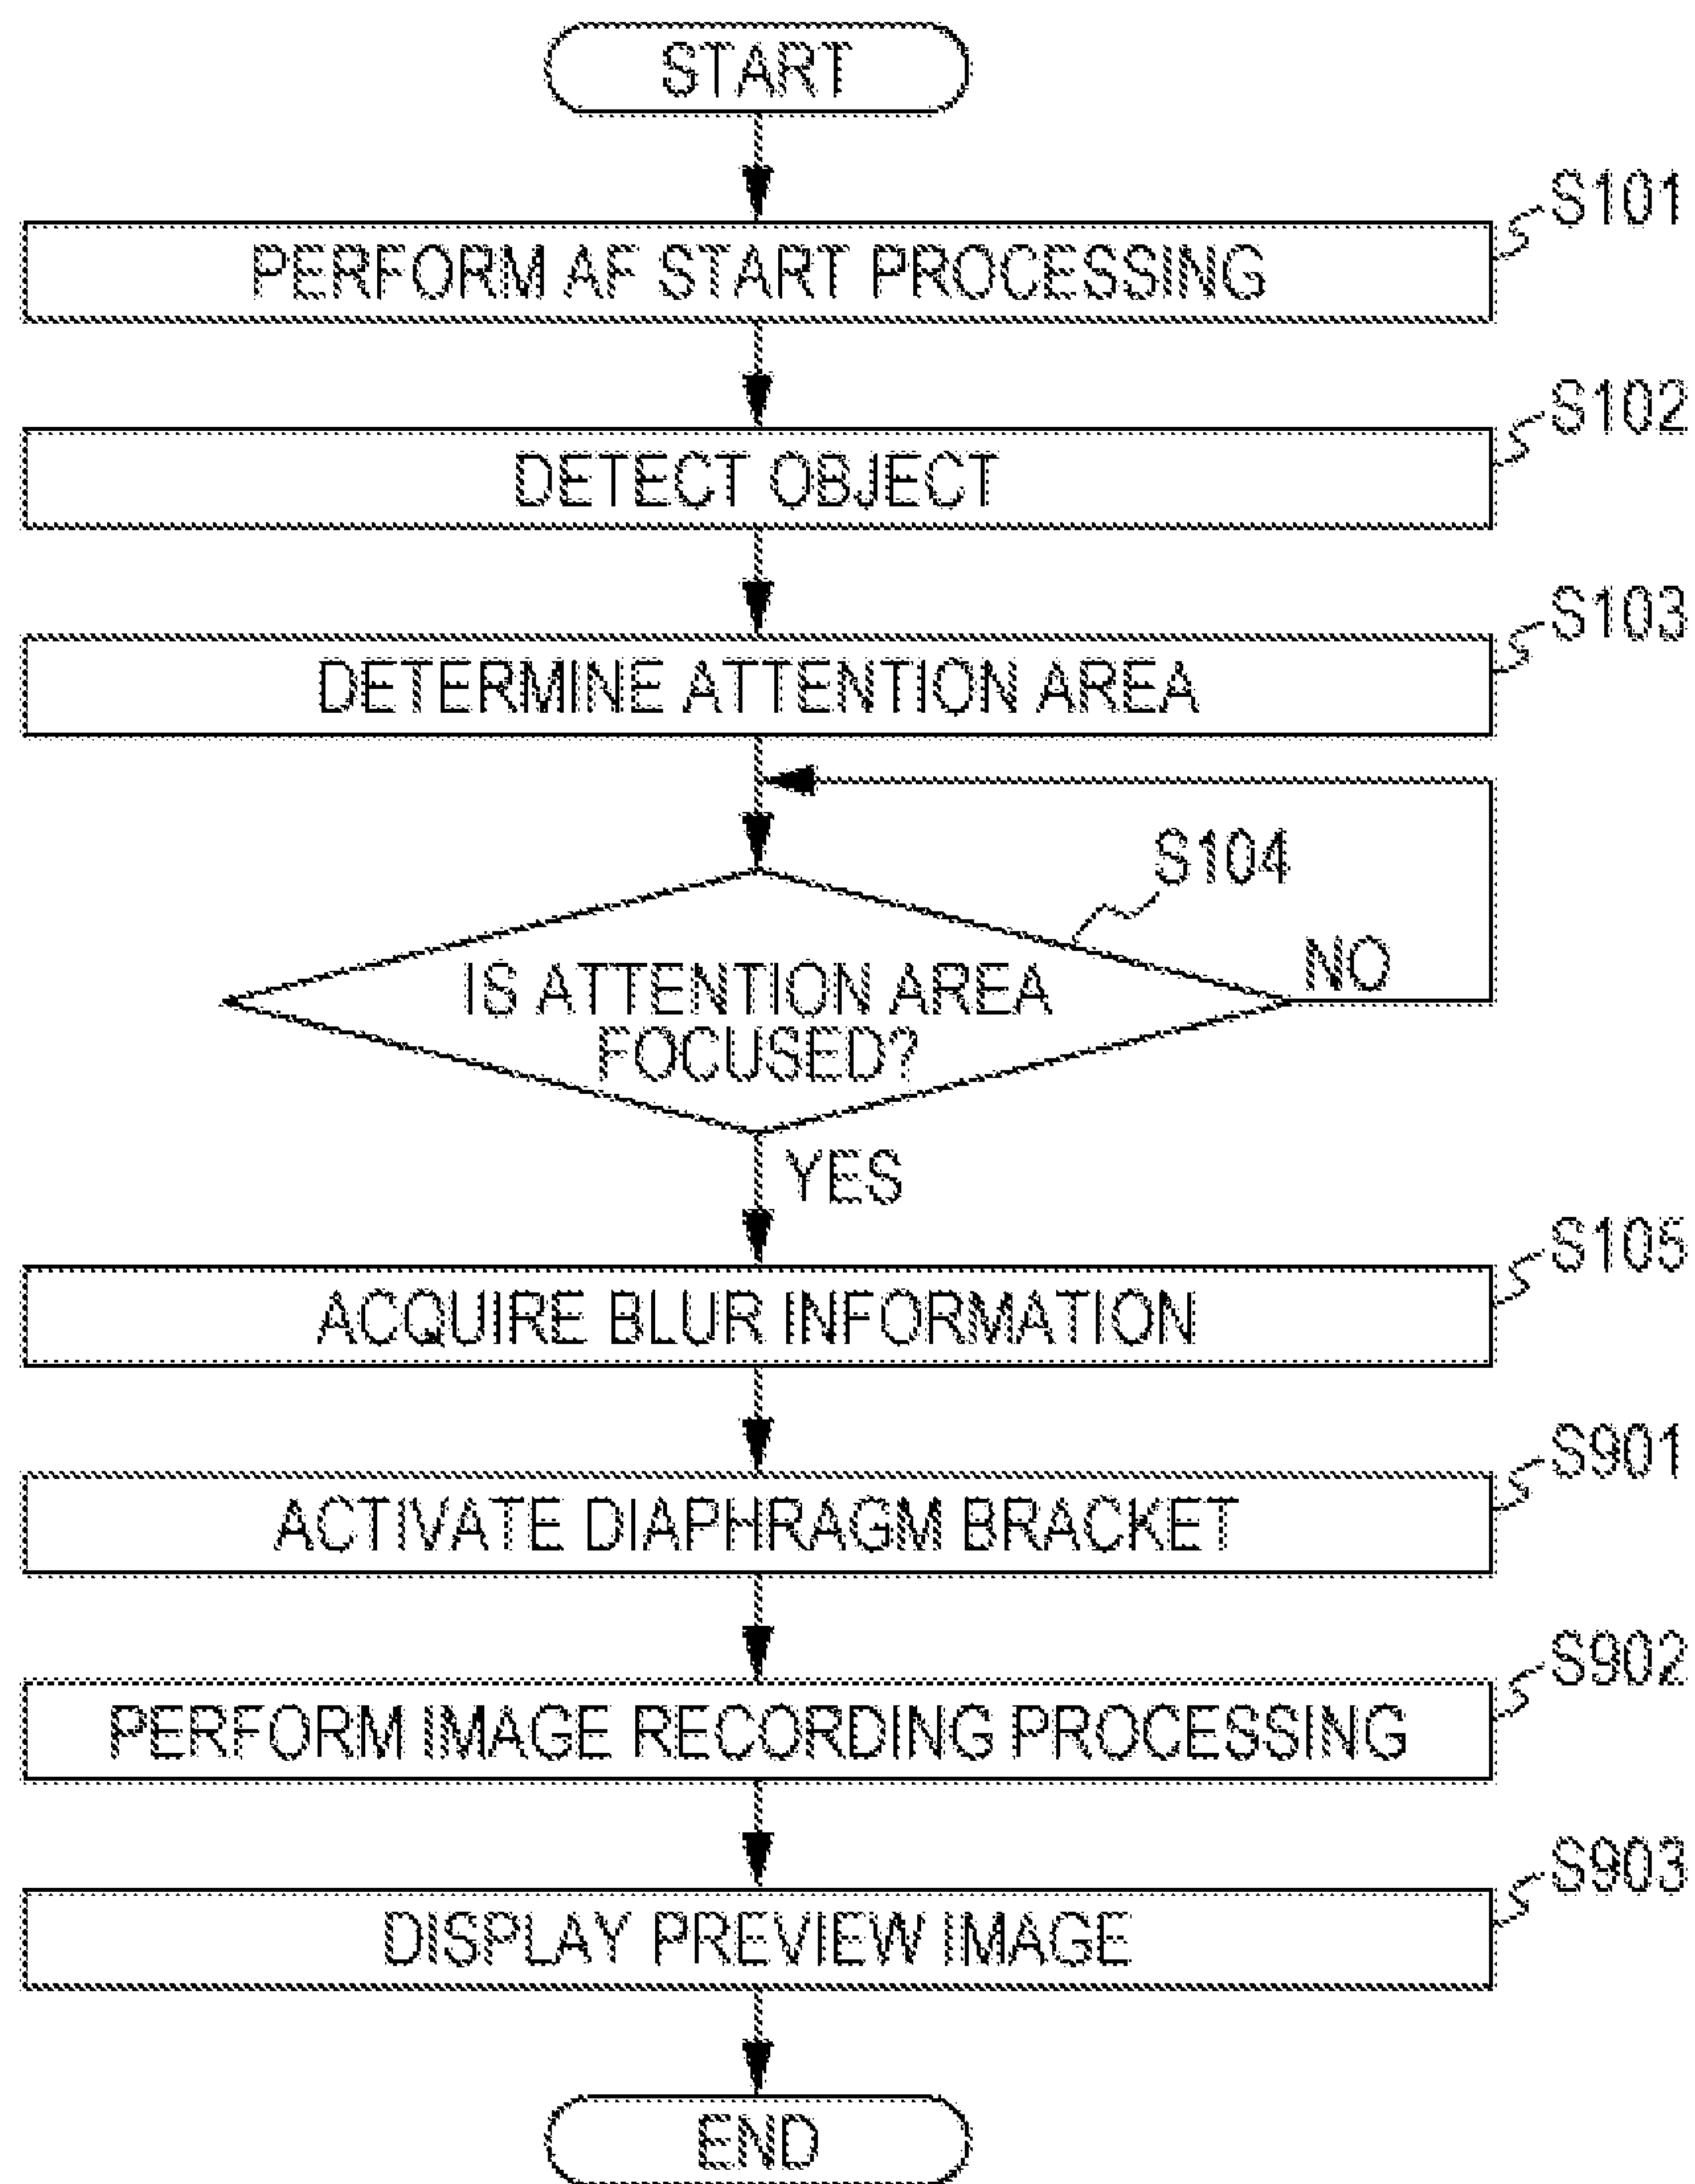 START
S101
PERFORM AF START PROCESSING
S102
DETECT OBJECT
S103
DETERMINE ATTENTION AREA
S104
NO
IS ATTENTION AREA
FOCUSED?
YES
S105
ACQUIRE BLUR INFORMATION
S901
ACTIVATE DIAPHRAGM BRACKET
S902
PERFORM IMAGE RECORDING PROCESSING
S903
DISPLAY PREVIEW IMAGE
END